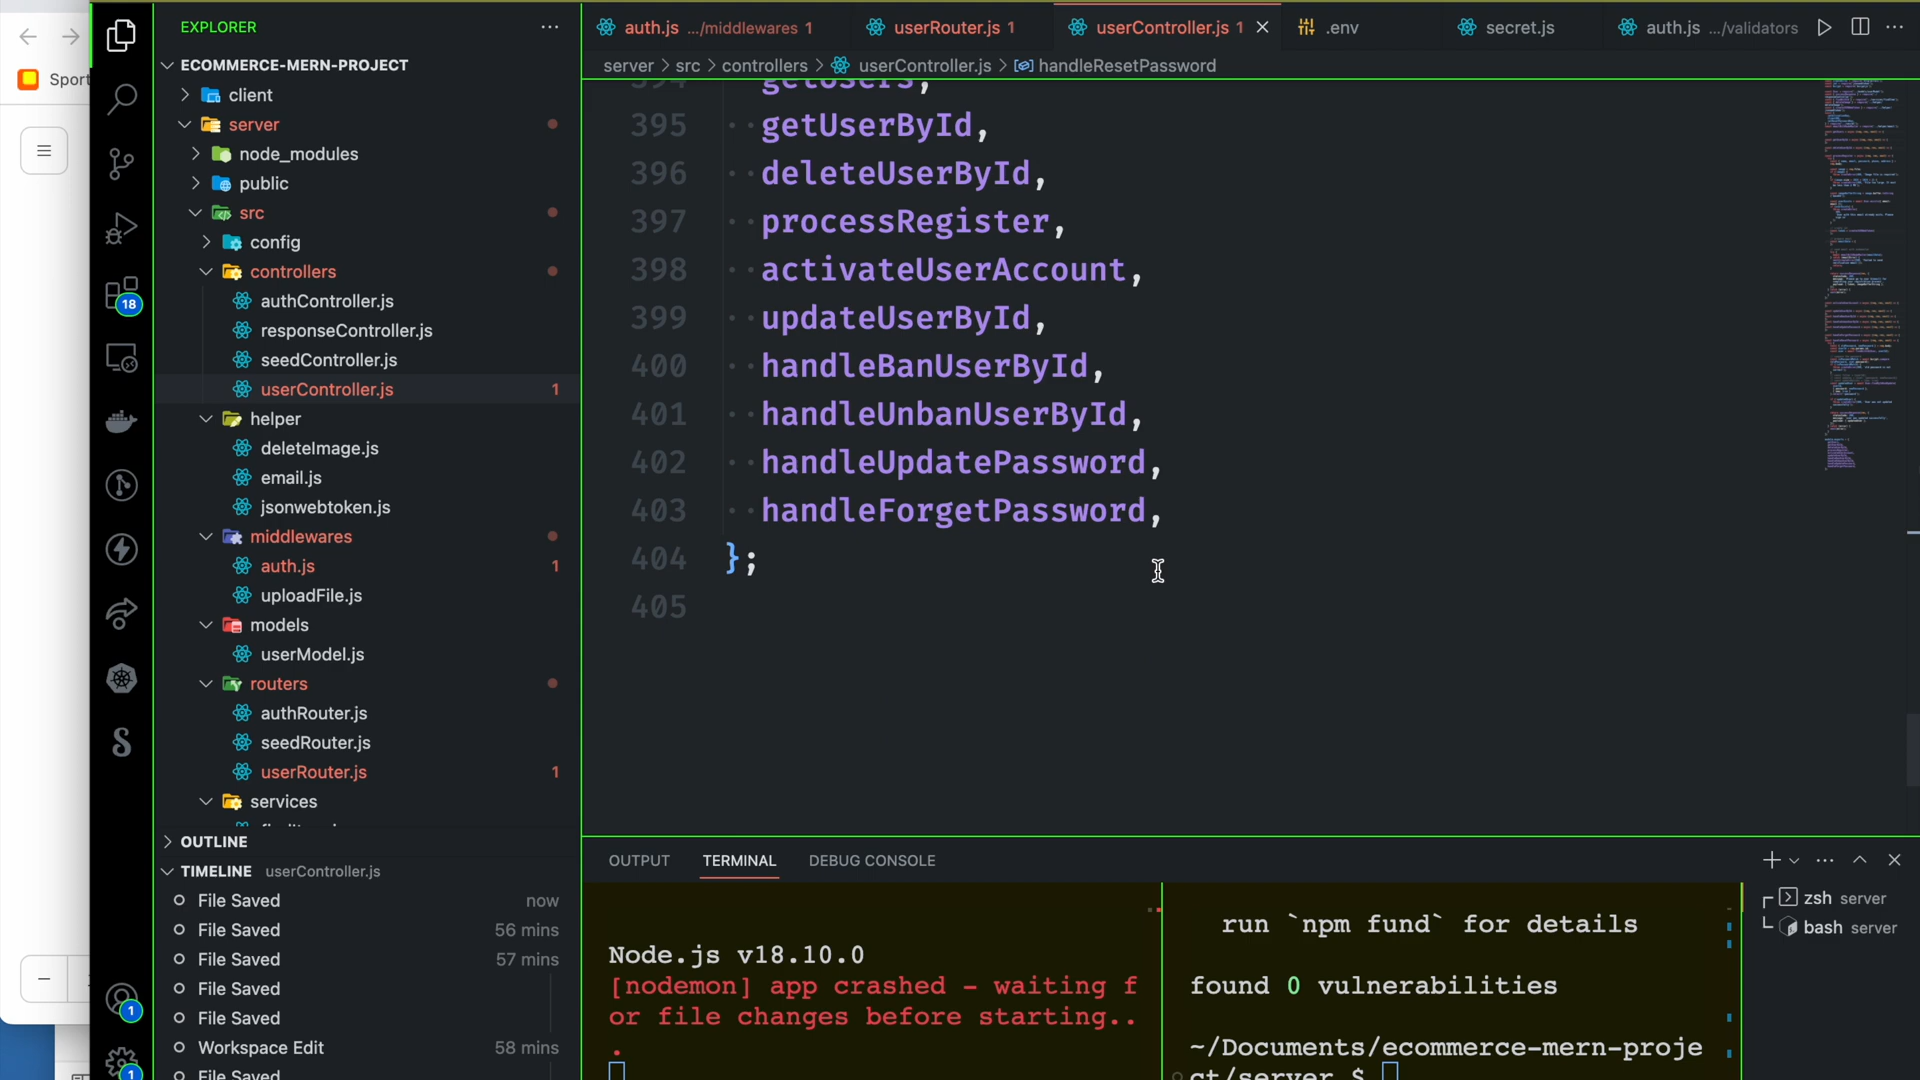 Sport
EXPLORER
ECOMMERCE-MERN-PROJECT
client
server
node_modules
public
src
config
controllers
authController.js
responseController.js
seedController.js
userController.js 1
helper
deleteImage.js
email.js
jsonwebtoken.js
middlewares
auth.js 1
uploadFile.js
models
userModel.js
routers
authRouter.js
seedRouter.js
userRouter.js 1
services
OUTLINE
TIMELINE userController.js
File Saved now
File Saved 56 mins
File Saved 57 mins
File Saved
File Saved
Workspace Edit 58 mins
File Saved
18
1
1
auth.js .../middlewares 1
userRouter.js 1
userController.js 1
.env
secret.js
auth.js .../validators
server > src > controllers > userController.js > handleResetPassword
394 getUsers,
395 getUserById,
396 deleteUserById,
397 processRegister,
398 activateUserAccount,
399 updateUserById,
400 handleBanUserById,
401 handleUnbanUserById,
402 handleUpdatePassword,
403 handleForgetPassword,
404 };
405
OUTPUT TERMINAL DEBUG CONSOLE
Node.js v18.10.0
[nodemon] app crashed - waiting f
or file changes before starting..
.
run `npm fund` for details
found 0 vulnerabilities
~/Documents/ecommerce-mern-proje
ct/server $
zsh server
bash server